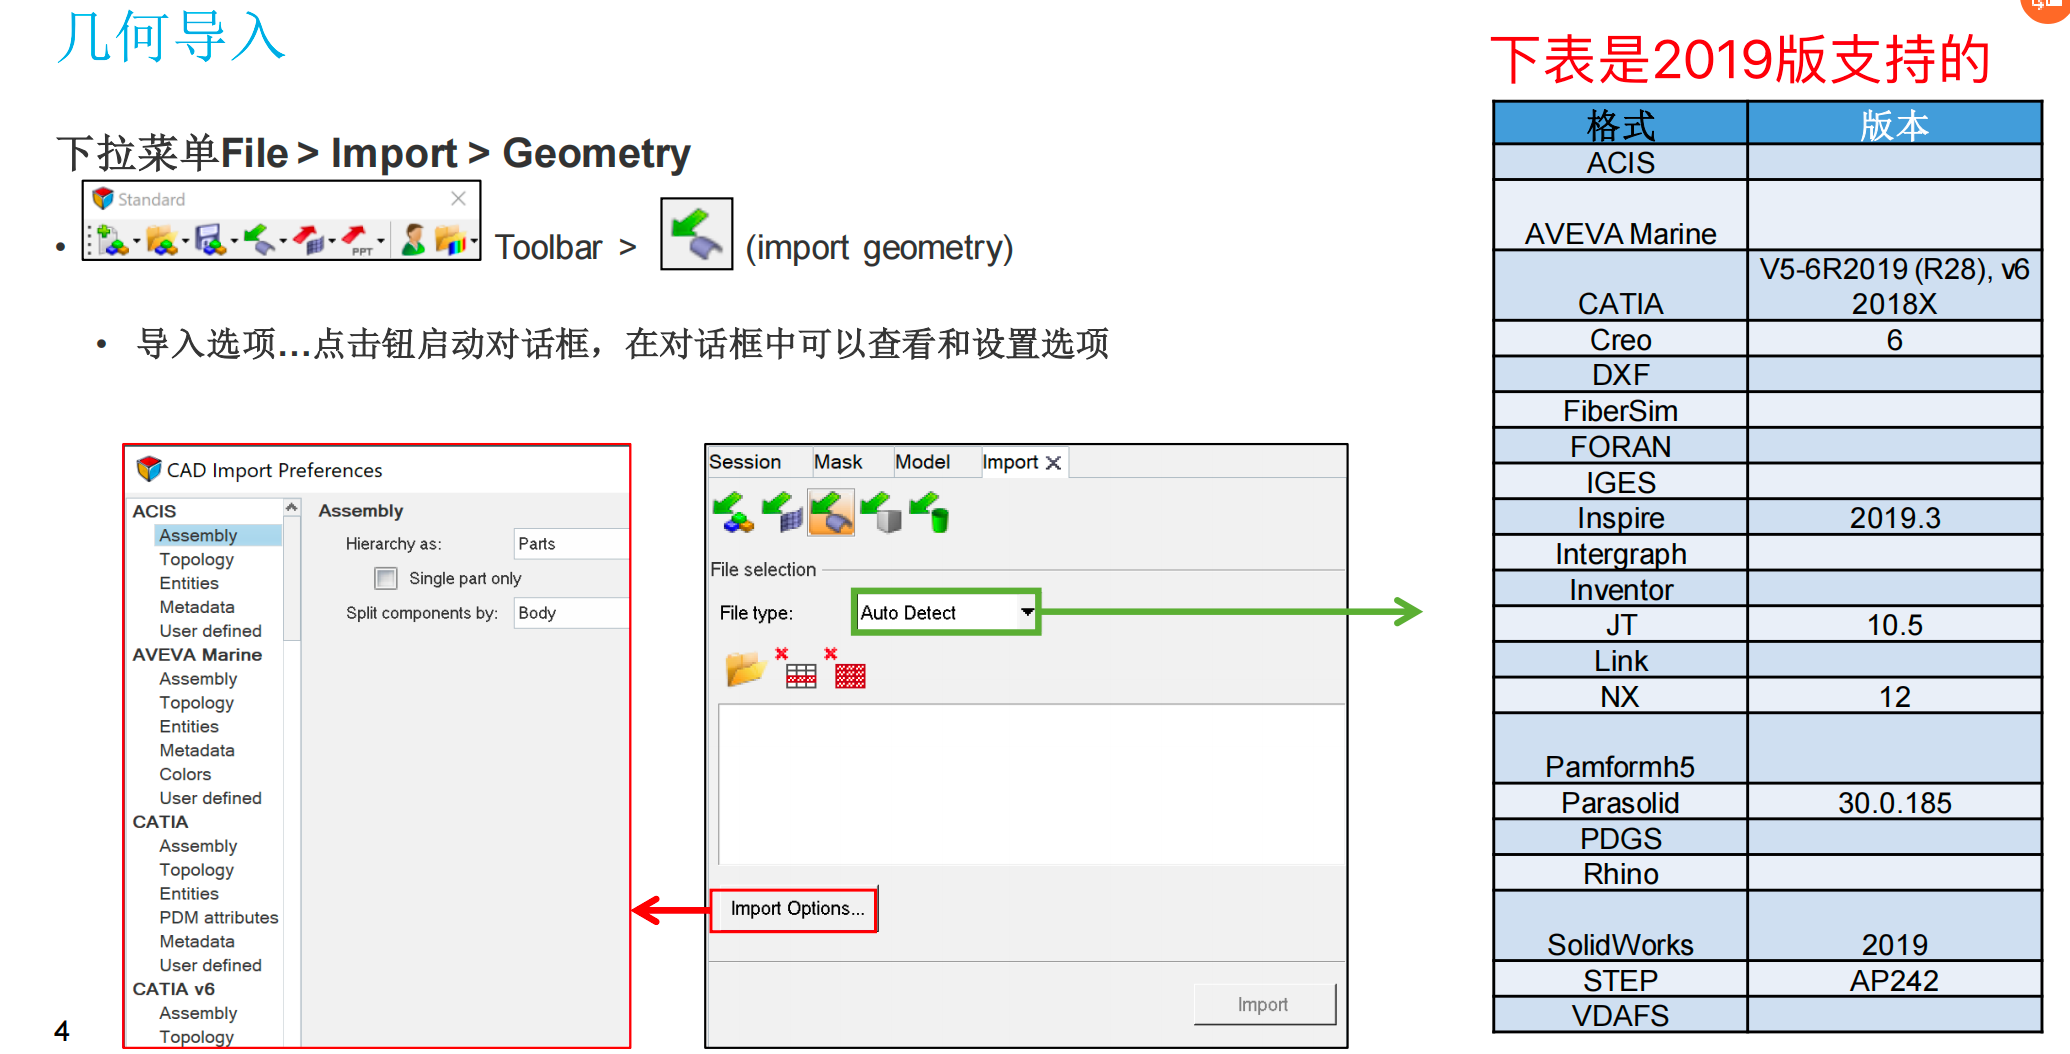 几何导入
下拉菜单File > Import > Geometry
Standard
PPT
• Toolbar > (import geometry)
• 导入选项...点击钮启动对话框，在对话框中可以查看和设置选项
CAD Import Preferences
ACIS
Assembly
Topology
Entities
Metadata
User defined
AVEVA Marine
Assembly
Topology
Entities
Metadata
Colors
User defined
CATIA
Assembly
Topology
Entities
PDM attributes
Metadata
User defined
CATIA v6
Assembly
Topology
Assembly
Hierarchy as: Parts
Single part only
Split components by: Body
Session Mask Model Import
File selection
File type: Auto Detect
Import Options...
Import
下表是2019版支持的
格式 版本
ACIS
AVEVA Marine
CATIA V5-6R2019 (R28), v6 2018X
Creo 6
DXF
FiberSim
FORAN
IGES
Inspire 2019.3
Intergraph
Inventor
JT 10.5
Link
NX 12
Pamformh5
Parasolid 30.0.185
PDGS
Rhino
SolidWorks 2019
STEP AP242
VDAFS
4